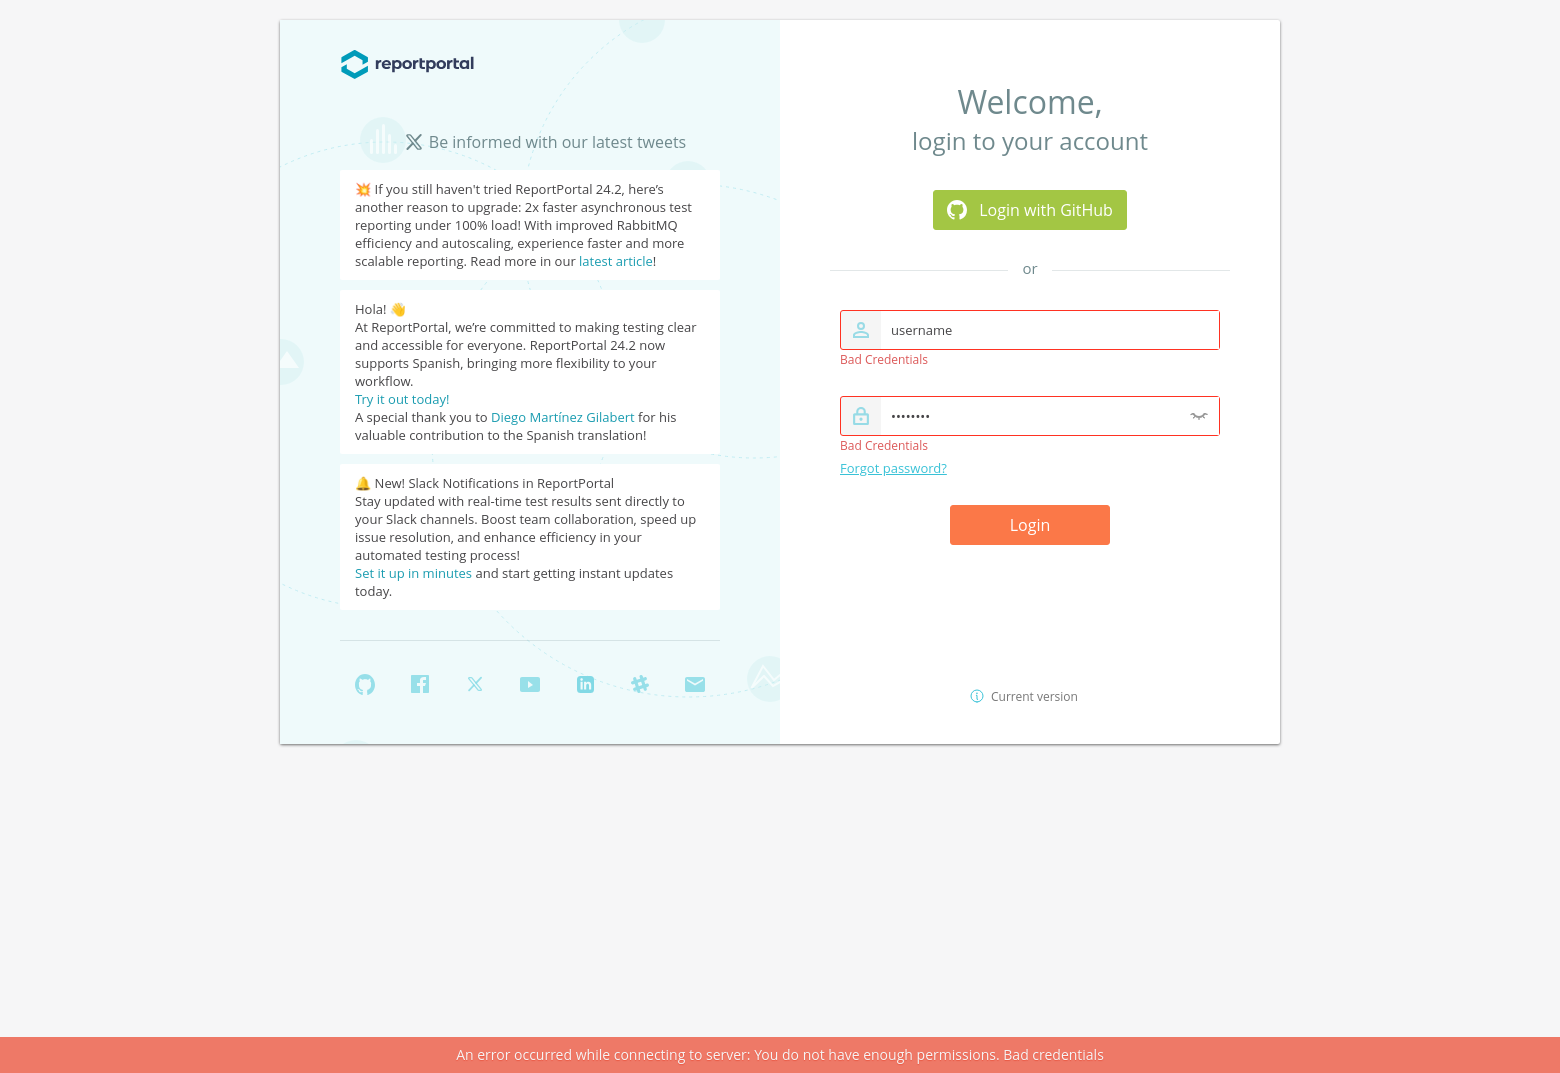 reportportal
Be informed with our latest tweets
💥 If you still haven't tried ReportPortal 24.2, here’s
another reason to upgrade: 2x faster asynchronous test
reporting under 100% load! With improved RabbitMQ
efficiency and autoscaling, experience faster and more
scalable reporting. Read more in our latest article!
Hola! 👋
At ReportPortal, we’re committed to making testing clear
and accessible for everyone. ReportPortal 24.2 now
supports Spanish, bringing more flexibility to your
workflow.
Try it out today!
A special thank you to Diego Martínez Gilabert for his
valuable contribution to the Spanish translation!
🔔 New! Slack Notifications in ReportPortal
Stay updated with real-time test results sent directly to
your Slack channels. Boost team collaboration, speed up
issue resolution, and enhance efficiency in your
automated testing process!
Set it up in minutes and start getting instant updates
today.
Welcome,
login to your account
Login with GitHub
or
username
Bad Credentials
••••••••
Bad Credentials
Forgot password?
Login
Current version
An error occurred while connecting to server: You do not have enough permissions. Bad credentials